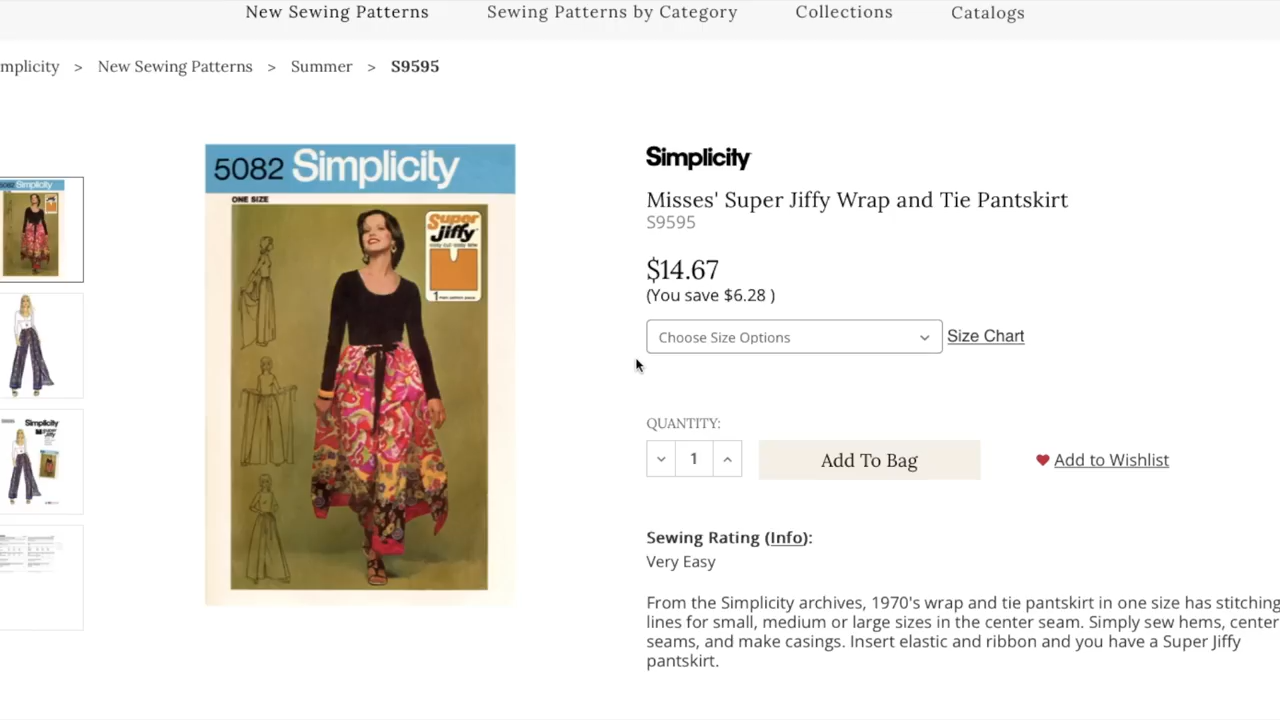 New Sewing Patterns Sewing Patterns by Category Collections Catalogs
mplicity > New Sewing Patterns > Summer > S9595
5082 Simplicity
ONE SIZE
Super
Jiffy
1
Simplicity
Misses' Super Jiffy Wrap and Tie Pantskirt
S9595
$14.67
(You save $6.28 )
Choose Size Options Size Chart
QUANTITY:
1 Add To Bag Add to Wishlist
Sewing Rating (Info):
Very Easy
From the Simplicity archives, 1970's wrap and tie pantskirt in one size has stitching
lines for small, medium or large sizes in the center seam. Simply sew hems, center
seams, and make casings. Insert elastic and ribbon and you have a Super Jiffy
pantskirt.
Simplicity
Simplicity